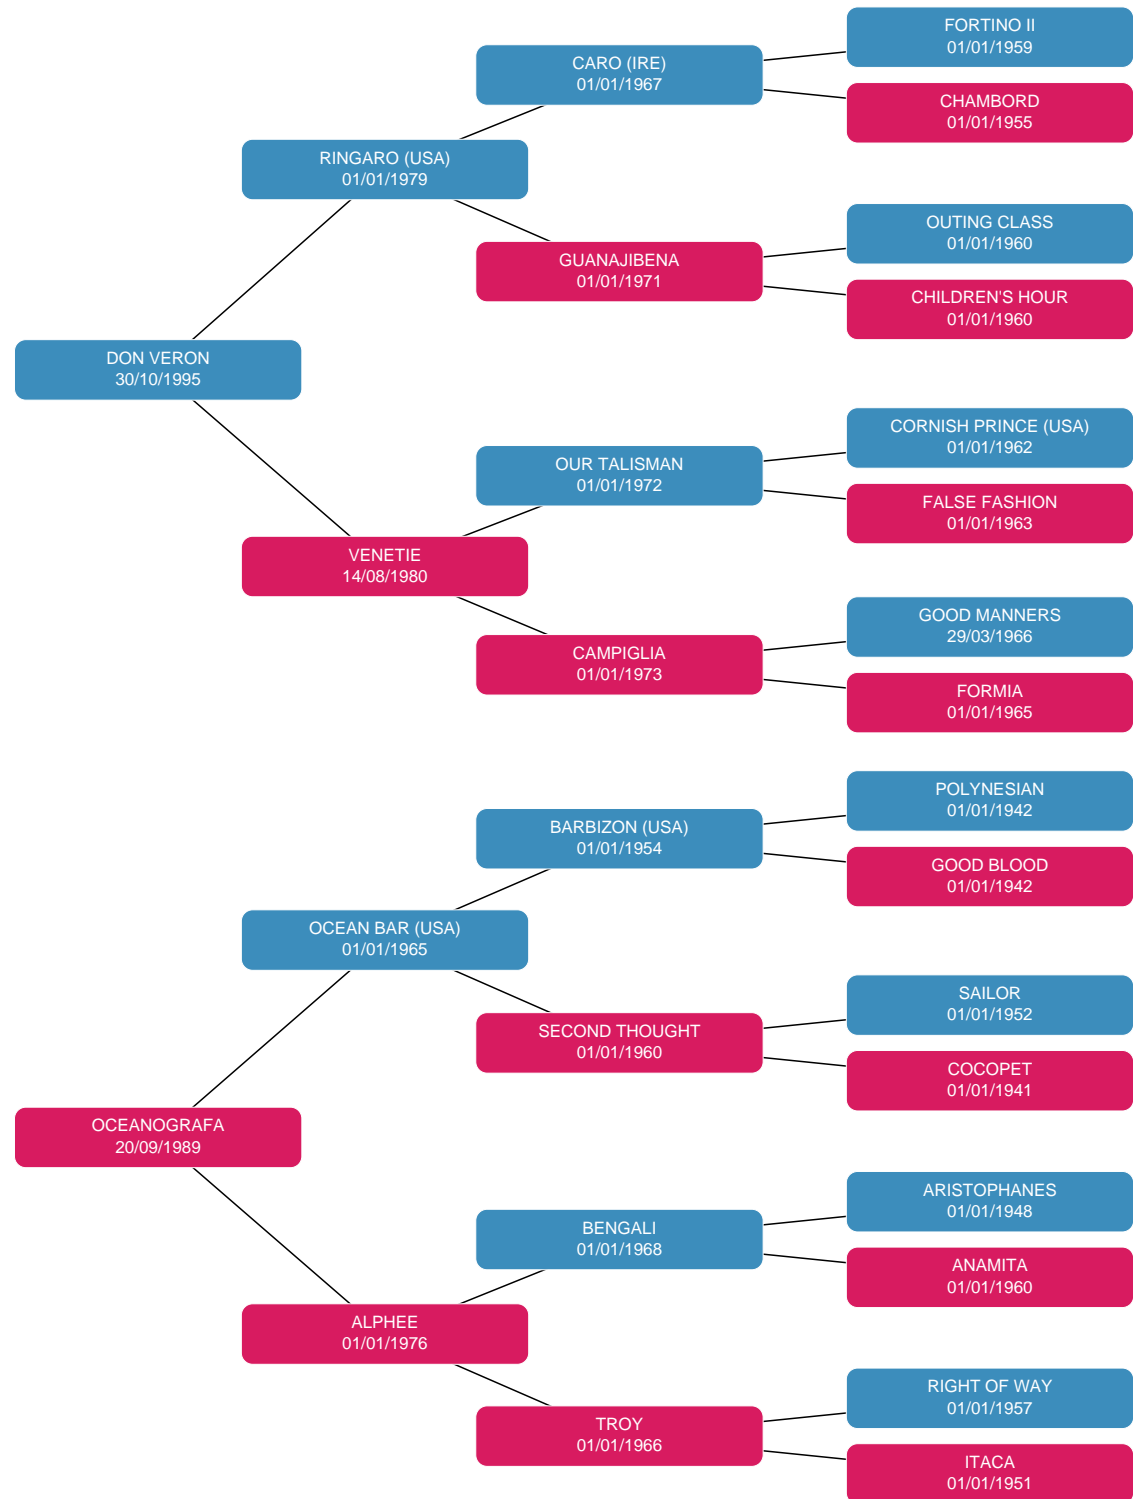 FORTINO II
01/01/1959
CARO (IRE)
01/01/1967
CHAMBORD
01/01/1955
RINGARO (USA)
01/01/1979
OUTING CLASS
01/01/1960
GUANAJIBENA
01/01/1971
CHILDREN'S HOUR
01/01/1960
DON VERON
30/10/1995
CORNISH PRINCE (USA)
01/01/1962
OUR TALISMAN
01/01/1972
FALSE FASHION
01/01/1963
VENETIE
14/08/1980
GOOD MANNERS
29/03/1966
CAMPIGLIA
01/01/1973
FORMIA
01/01/1965
POLYNESIAN
01/01/1942
BARBIZON (USA)
01/01/1954
GOOD BLOOD
01/01/1942
OCEAN BAR (USA)
01/01/1965
SAILOR
01/01/1952
SECOND THOUGHT
01/01/1960
COCOPET
01/01/1941
OCEANOGRAFA
20/09/1989
ARISTOPHANES
01/01/1948
BENGALI
01/01/1968
ANAMITA
01/01/1960
ALPHEE
01/01/1976
RIGHT OF WAY
01/01/1957
TROY
01/01/1966
ITACA
01/01/1951